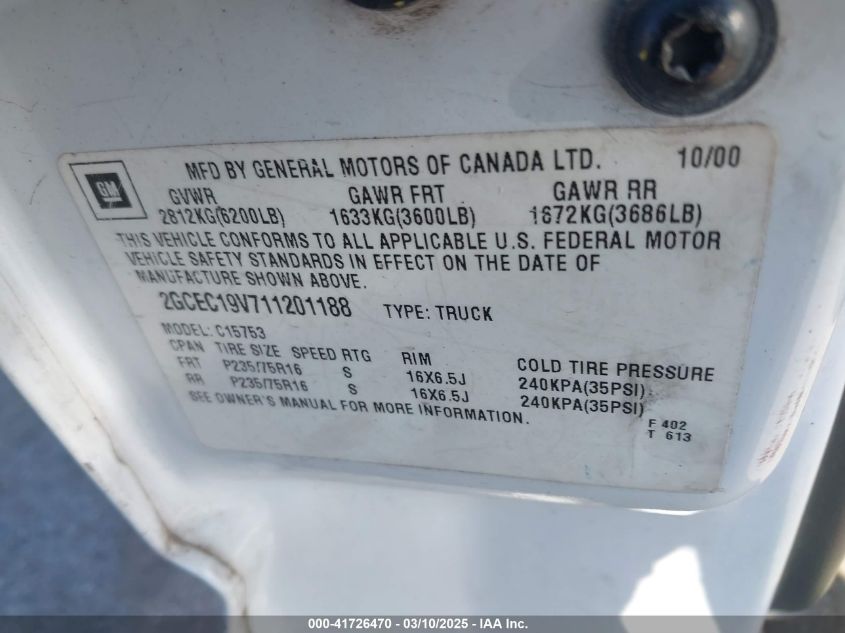 MFD BY GENERAL MOTORS OF CANADA LTD. 10/00
GM
GVWR GAWR FRT GAWR RR
2812KG(6200LB) 1633KG(3600LB) 1672KG(3686LB)
THIS VEHICLE CONFORMS TO ALL APPLICABLE U.S. FEDERAL MOTOR
VEHICLE SAFETY STANDARDS IN EFFECT ON THE DATE OF
MANUFACTURE SHOWN ABOVE.
2GCEC19V711201188 TYPE: TRUCK
MODEL: C15753
CPAN TIRE SIZE SPEED RTG RIM COLD TIRE PRESSURE
FRT P235/75R16 S 16X6.5J 240KPA(35PSI)
RR P235/75R16 S 16X6.5J 240KPA(35PSI)
SEE OWNER'S MANUAL FOR MORE INFORMATION.
F 402
T 613
000-41726470 - 03/10/2025 - IAA Inc.